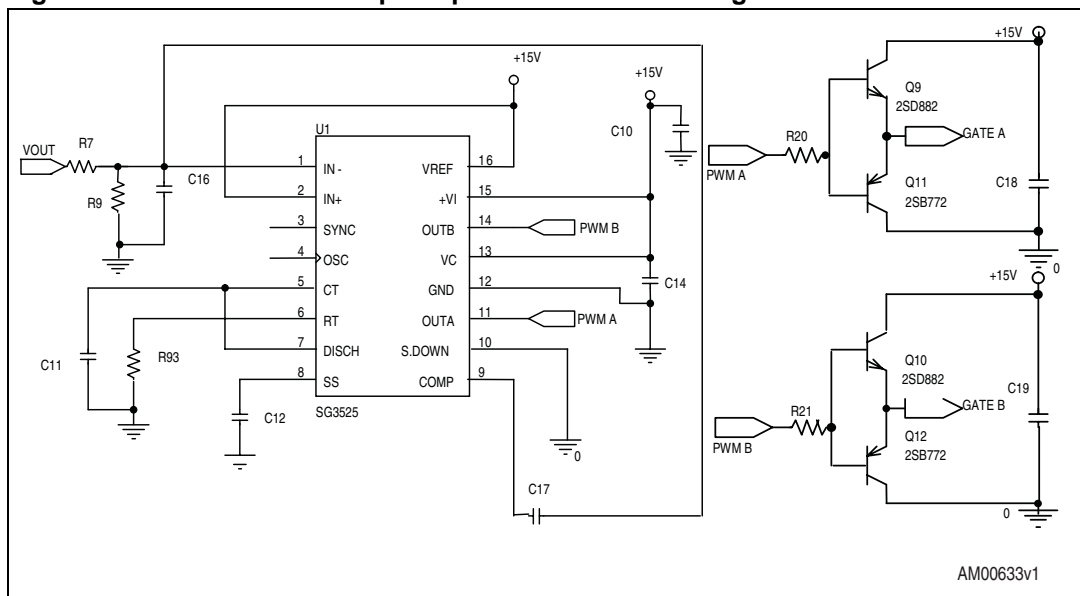 +15V
+15V
+15V
U1
C10
Q9
2SD882
GATE A
R20
PWM A
Q11
2SB772
C18
0
VOUT
R7
R9
C16
1
IN -
VREF
16
2
IN+
+VI
15
3
SYNC
OUTB
14
PWM B
4
OSC
VC
13
C14
5
CT
GND
12
6
RT
OUTA
11
PWM A
7
DISCH
S.DOWN
10
8
SS
COMP
9
SG3525
C11
R93
C12
0
C17
+15V
Q10
2SD882
C19
R21
GATE B
PWM B
Q12
2SB772
0
AM00633v1